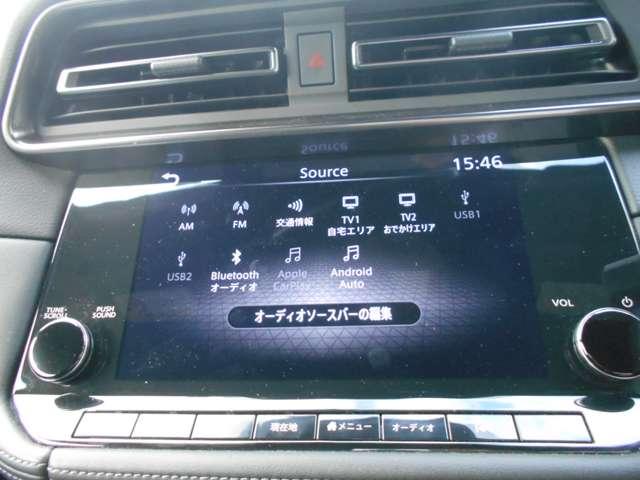 Source
15:46
AM
FM
交通情報
TV1
自宅エリア
TV2
おでかけエリア
USB1
USB2
Bluetooth
オーディオ
Apple
CarPlay
Android
Auto
オーディオソースバーの編集
TUNE·
SCROLL
PUSH
SOUND
VOL
現在地
メニュー
オーディオ